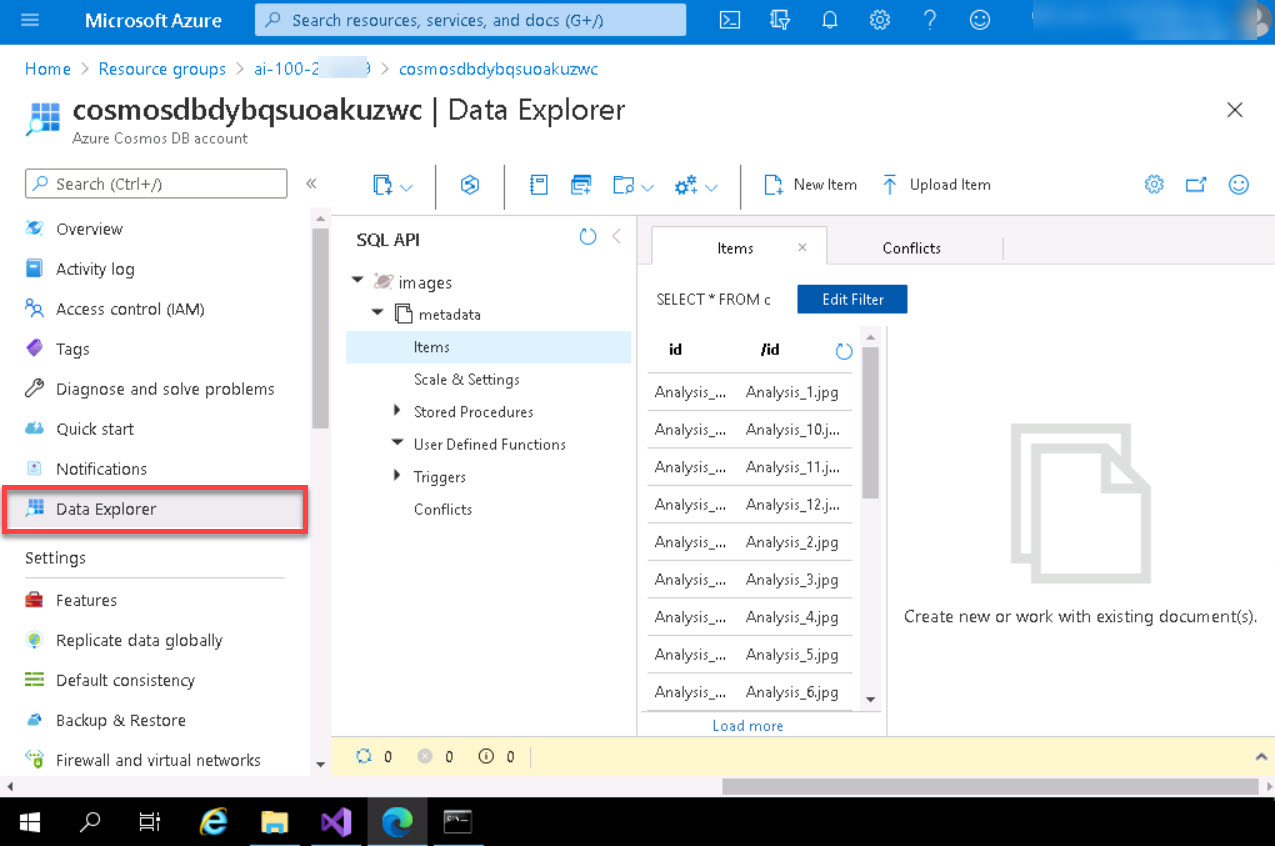 Microsoft Azure
Search resources, services, and docs (G+/)
Home > Resource groups > ai-100-2 > cosmosdbdybqsuoakuzwc
cosmosdbdybqsuoakuzwc | Data Explorer
Azure Cosmos DB account
Search (Ctrl+/)
«
New Item
Upload Item
Overview
Activity log
Access control (IAM)
Tags
Diagnose and solve problems
Quick start
Notifications
Data Explorer
Settings
Features
Replicate data globally
Default consistency
Backup & Restore
Firewall and virtual networks
SQL API
images
metadata
Items
Scale & Settings
Stored Procedures
User Defined Functions
Triggers
Conflicts
Items
Conflicts
SELECT * FROM c
Edit Filter
id /id
Analysis_... Analysis_1.jpg
Analysis_... Analysis_10.j...
Analysis_... Analysis_11.j...
Analysis_... Analysis_12.j...
Analysis_... Analysis_2.jpg
Analysis_... Analysis_3.jpg
Analysis_... Analysis_4.jpg
Analysis_... Analysis_5.jpg
Analysis_... Analysis_6.jpg
Load more
Create new or work with existing document(s).
0 0 0